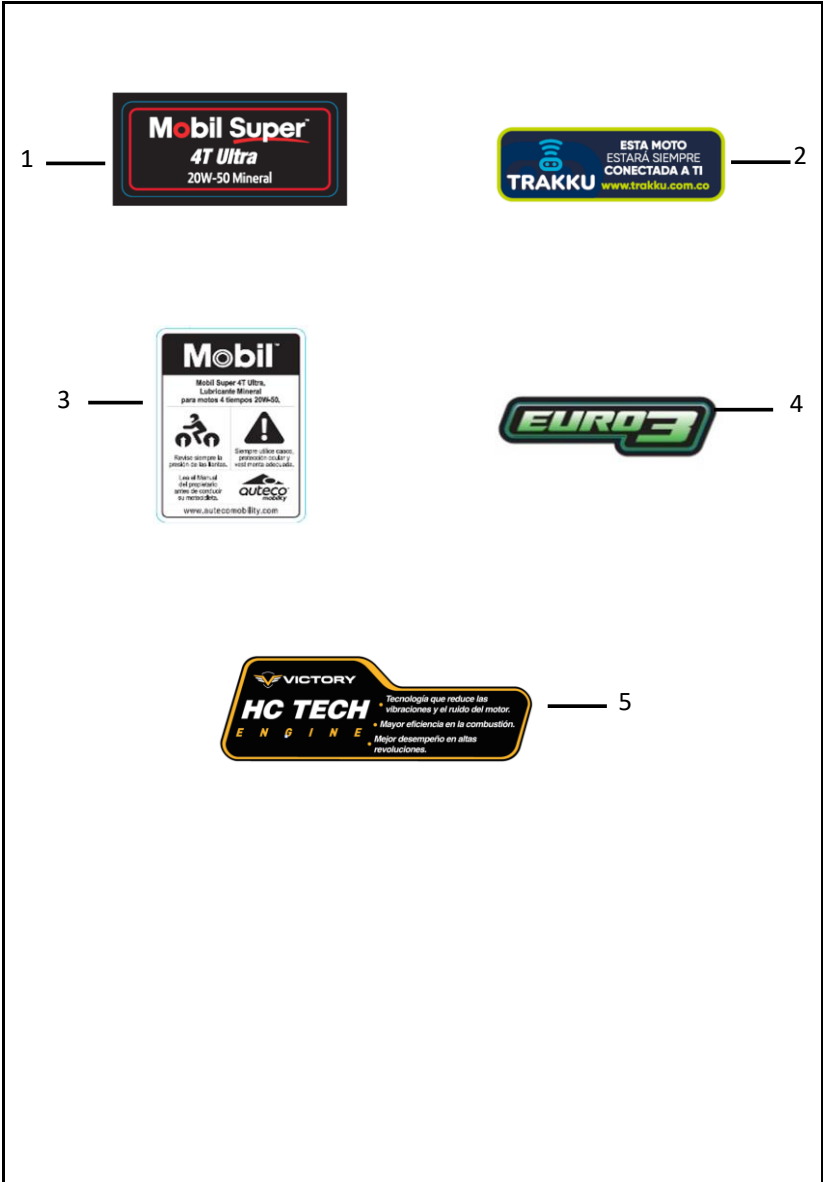 1
Mobil Super™
4T Ultra
20W-50 Mineral
TRAKKU
ESTA MOTO
ESTARÁ SIEMPRE
CONECTADA A TI
www.trakku.com.co
2
3
Mobil™
Mobil Super 4T Ultra,
Lubricante Mineral
para motos 4 tiempos 20W-50.
Revise siempre la
presión de las llantas.
Siempre utilice casco,
protección ocular y
vestimenta adecuada.
Lea el Manual
del propietario
antes de conducir
su motocicleta.
auteco
mobility
www.autecomobility.com
EURO3
4
VICTORY
HC TECH
ENGINE
• Tecnología que reduce las
vibraciones y el ruido del motor.
• Mayor eficiencia en la combustión.
• Mejor desempeño en altas
revoluciones.
5